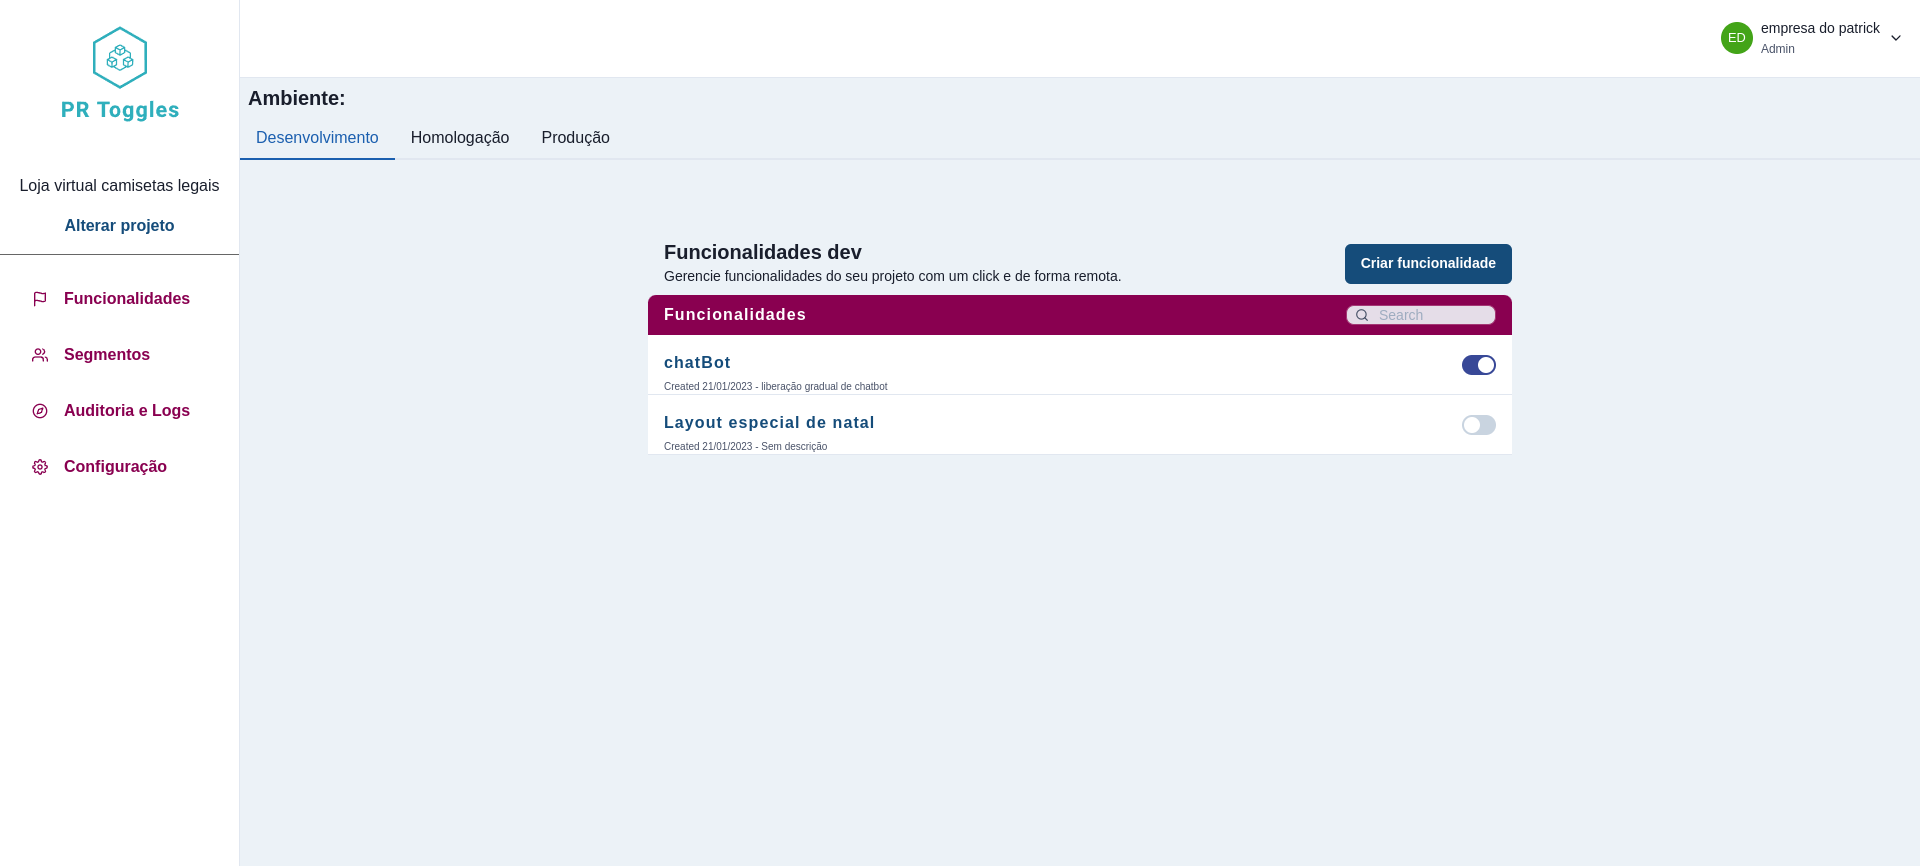 PR Toggles
Loja virtual camisetas legais
Alterar projeto
Funcionalidades
Segmentos
Auditoria e Logs
Configuração
ED
empresa do patrick
Admin
Ambiente:
Desenvolvimento Homologação Produção
Funcionalidades dev
Gerencie funcionalidades do seu projeto com um click e de forma remota.
Criar funcionalidade
Funcionalidades
Search
chatBot
Created 21/01/2023 - liberação gradual de chatbot
Layout especial de natal
Created 21/01/2023 - Sem descrição